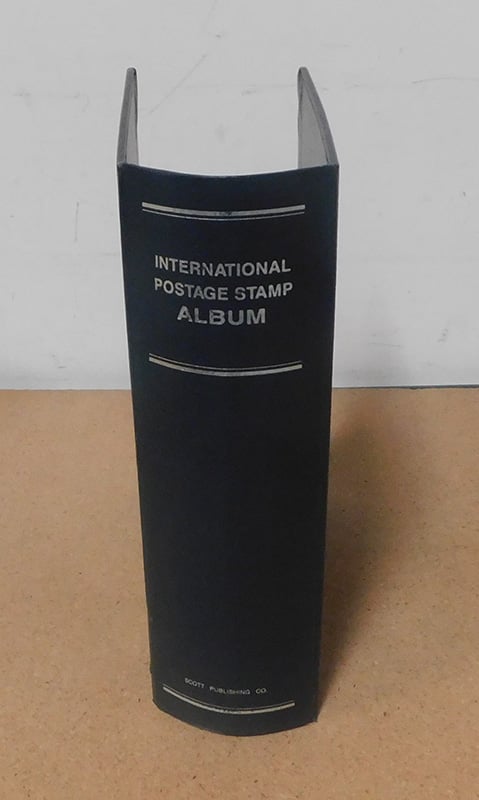 INTERNATIONAL
POSTAGE STAMP
ALBUM
SCOTT PUBLISHING CO.